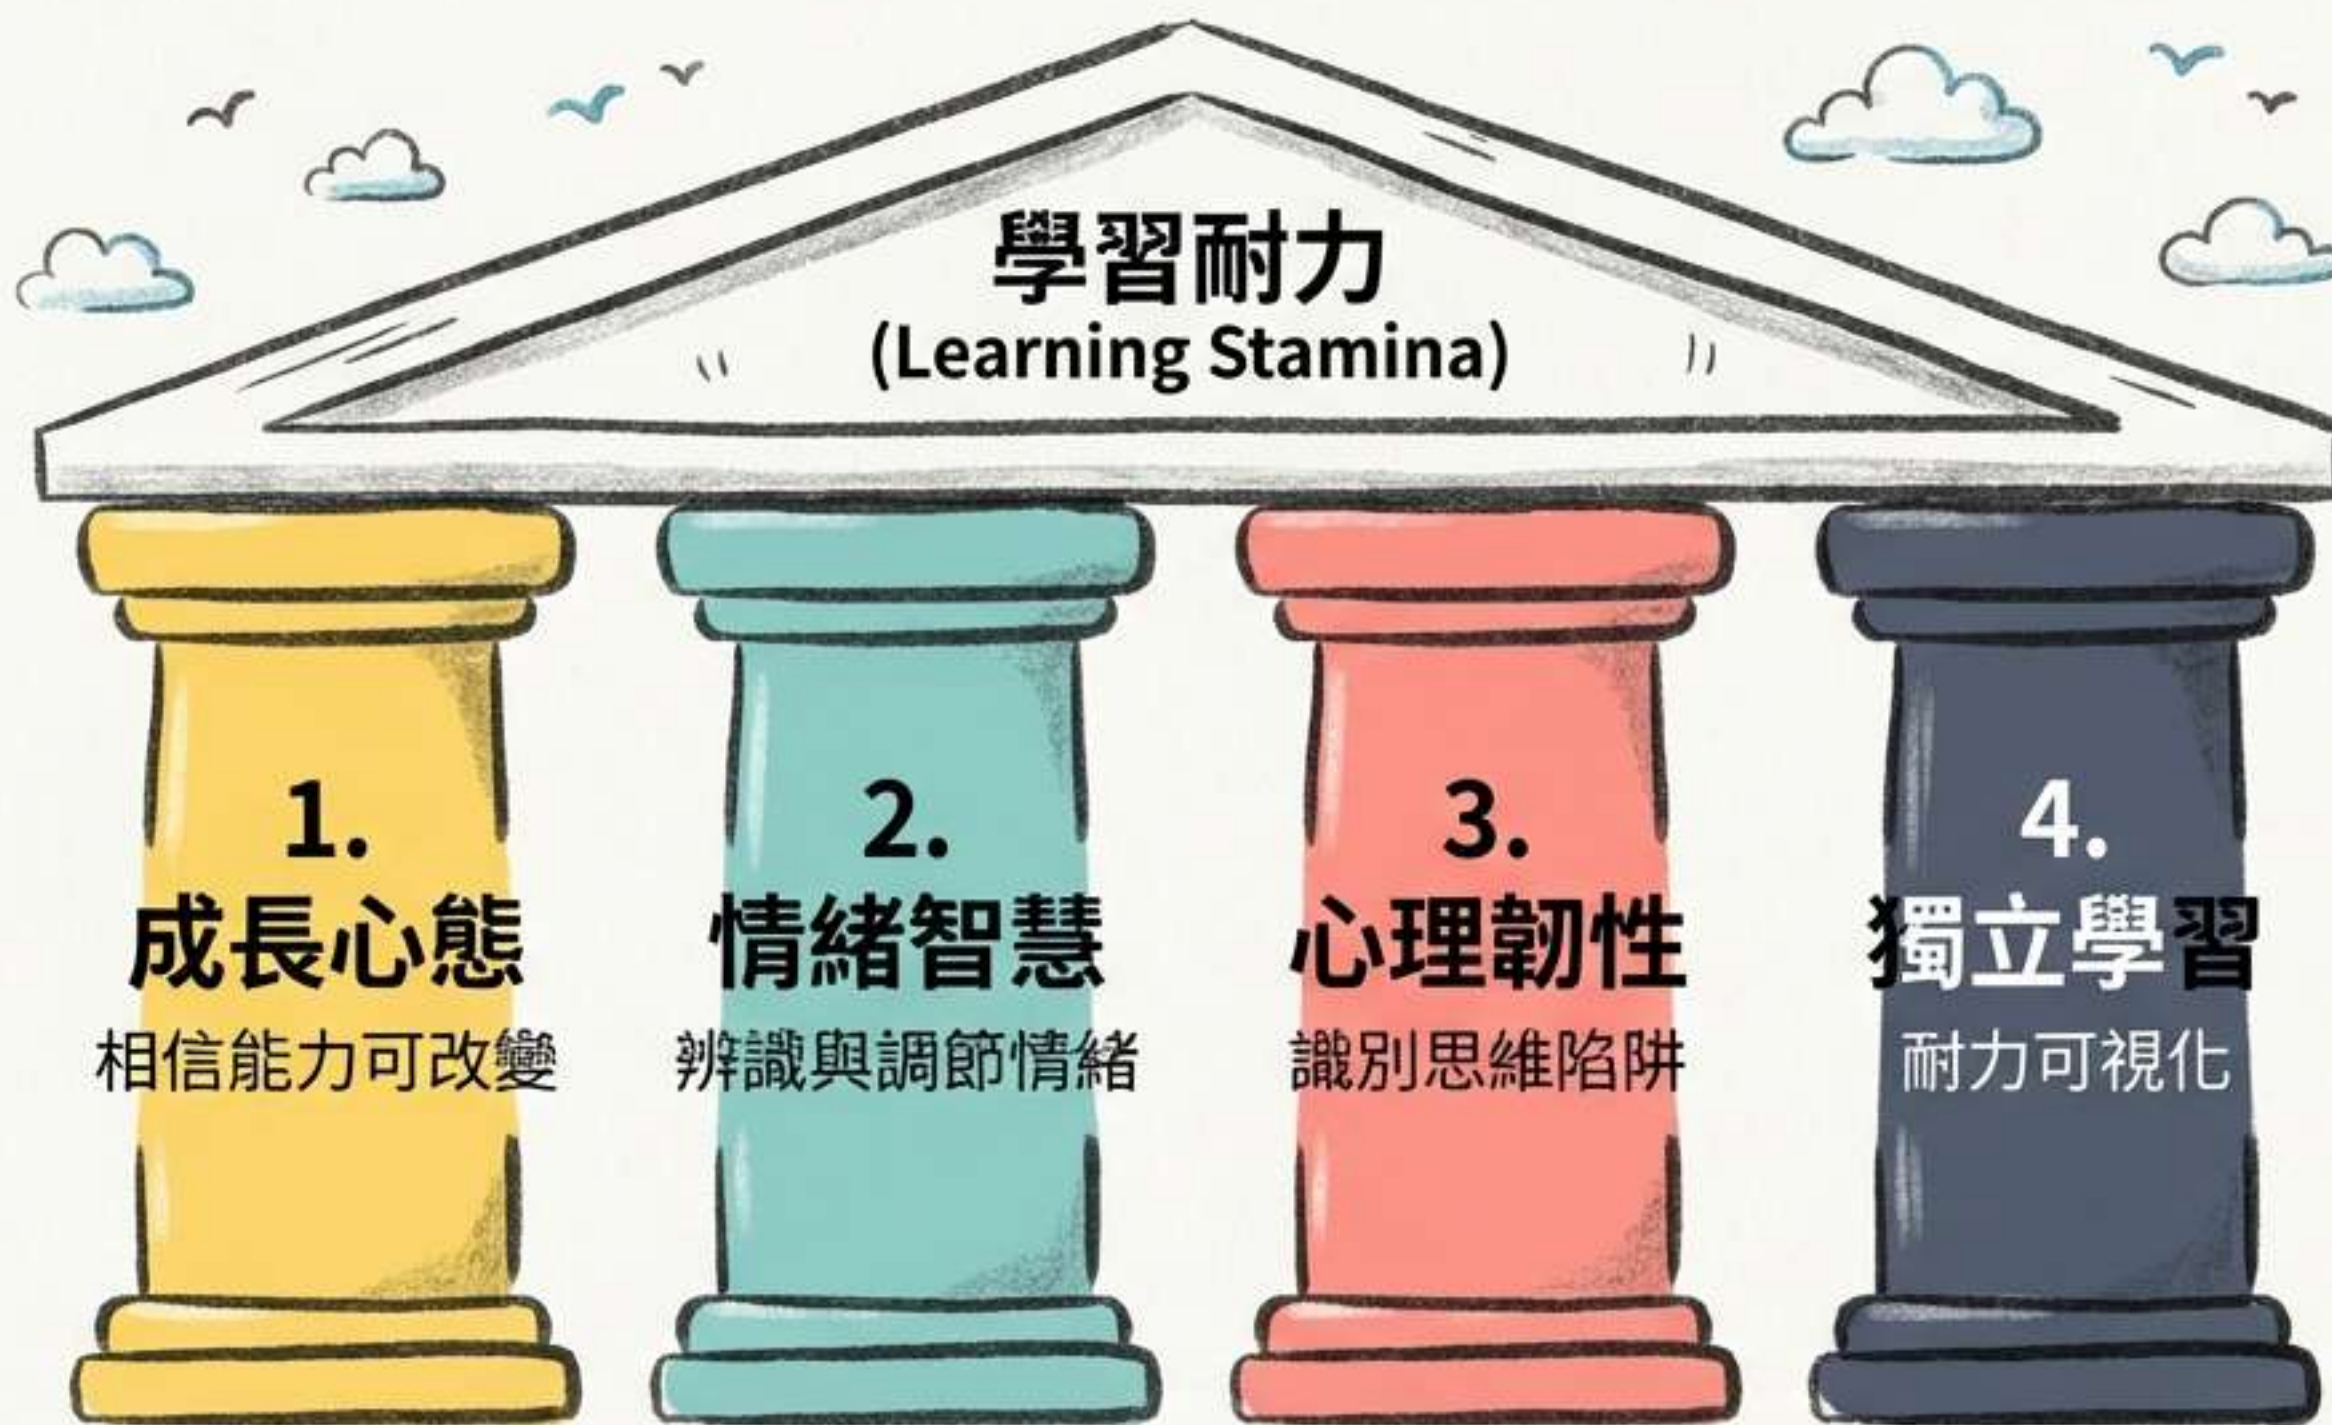 學習耐力
(Learning Stamina)
1.
成長心態
相信能力可改變
2.
情緒智慧
辨識與調節情緒
3.
心理韌性
識別思維陷阱
4.
獨立學習
耐力可視化